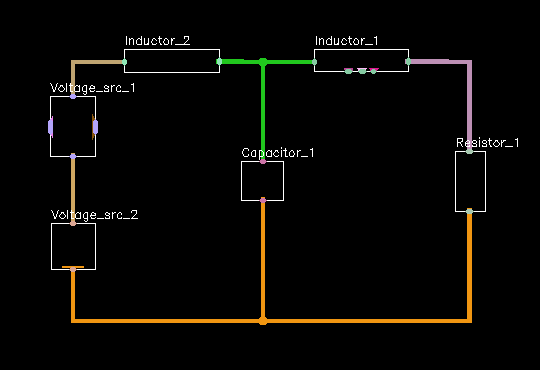 Inductor_2
Inductor_1
Voltage_src_1
Resistor_1
Capacitor_1
Voltage_src_2